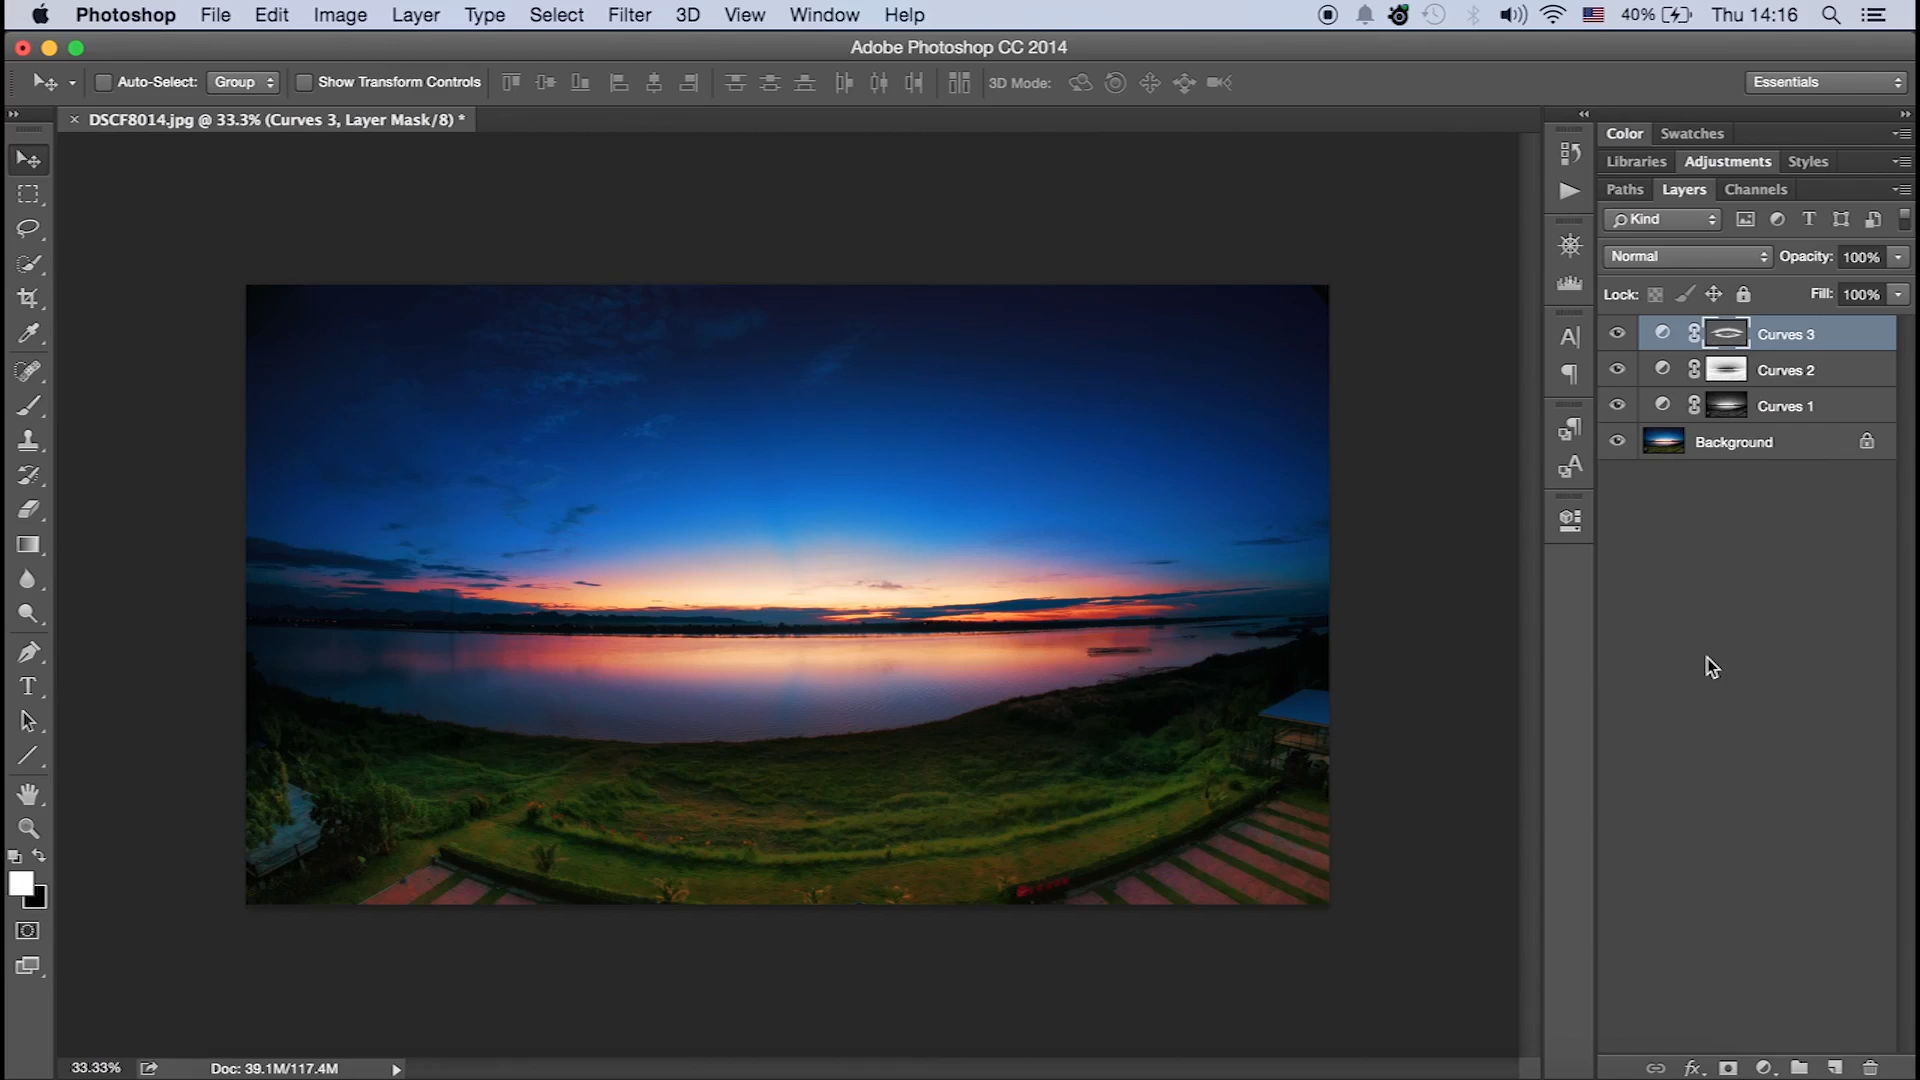 Photoshop File Edit Image Layer Type Select Filter 3D View Window Help 40% Thu 14:16
Adobe Photoshop CC 2014
Auto-Select: Group Show Transform Controls 3D Mode: Essentials
DSCF8014.jpg @ 33.3% (Curves 3, Layer Mask/8) *
Color Swatches
Libraries Adjustments Styles
Paths Layers Channels
Kind
Normal Opacity: 100%
Lock: Fill: 100%
Curves 3
Curves 2
Curves 1
Background
33.33% Doc: 39.1M/117.4M